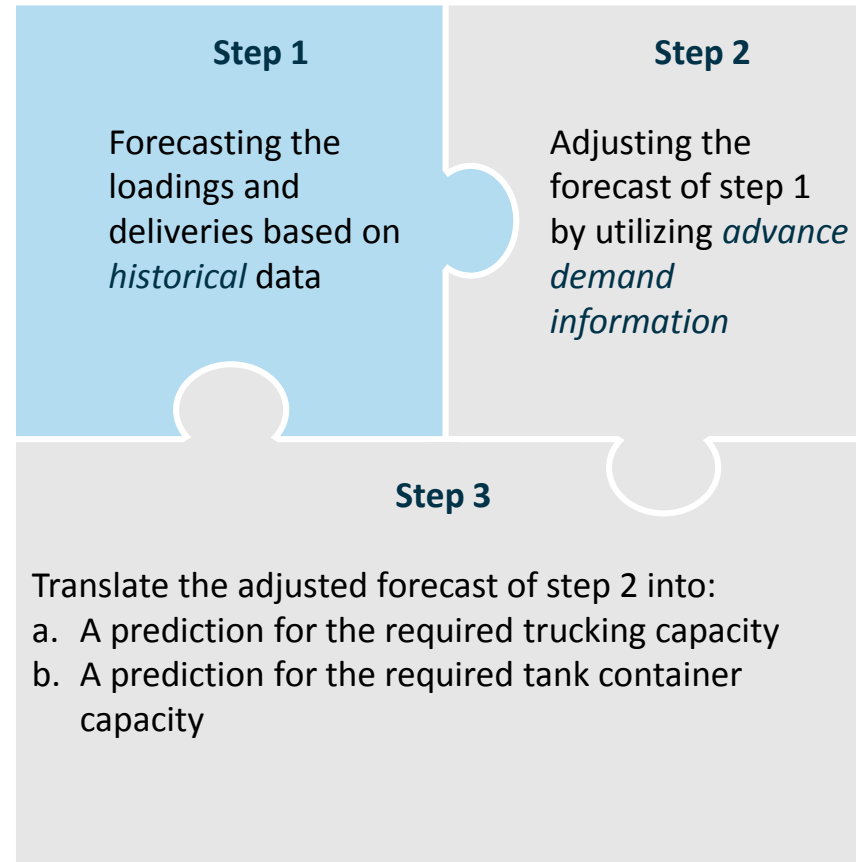 Step 1
Forecasting the
loadings and
deliveries based on
historical data
Step 2
Adjusting the
forecast of step 1
by utilizing advance
demand
information
Step 3
Translate the adjusted forecast of step 2 into:
a. A prediction for the required trucking capacity
b. A prediction for the required tank container
capacity